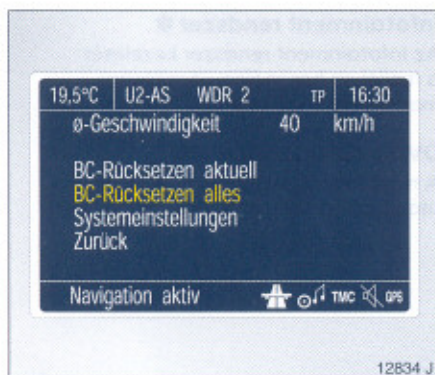 19,5°C U2-AS WDR 2 TP 16:30
ø-Geschwindigkeit 40 km/h
BC-Rücksetzen aktuell
BC-Rücksetzen alles
Systemeinstellungen
Zurück
Navigation aktiv TMC GPS
12834 J